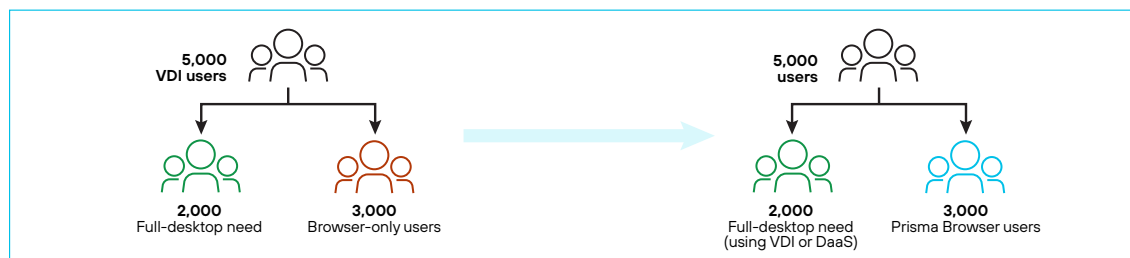 5,000
VDI users
2,000
Full-desktop need
3,000
Browser-only users
5,000
users
2,000
Full-desktop need
(using VDI or DaaS)
3,000
Prisma Browser users